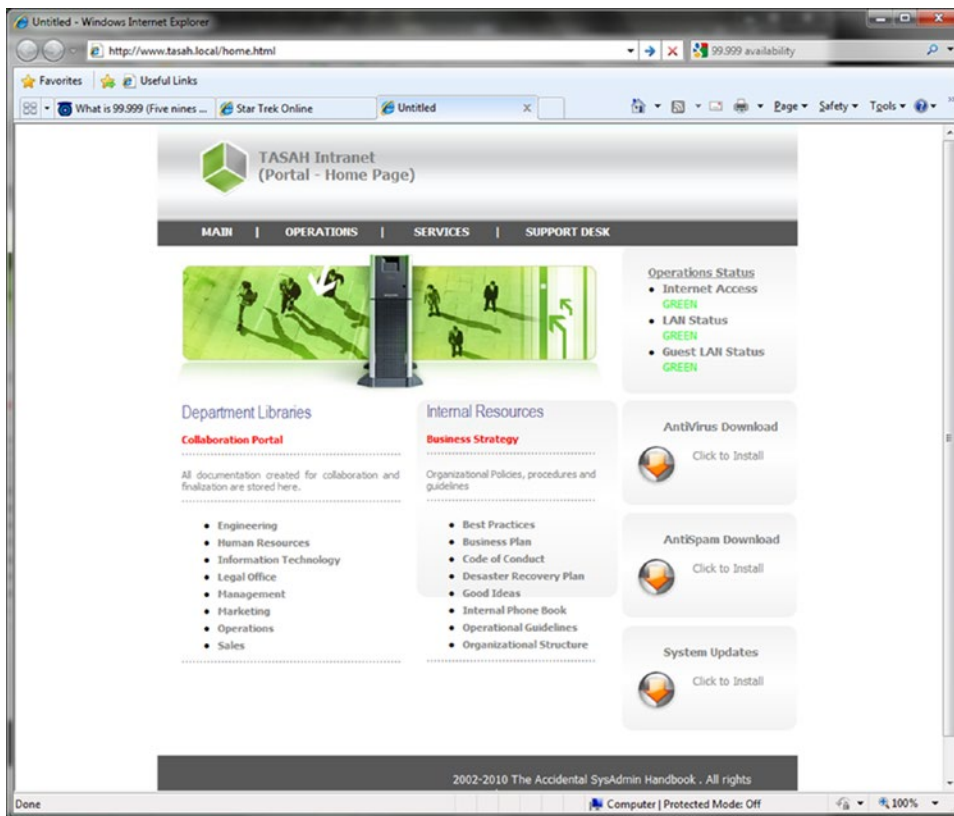 Untitled - Windows Internet Explorer
http://www.tasah.local/home.html
99.999 availability
Favorites
Useful Links
What is 99.999 (Five nines ...
Star Trek Online
Untitled
Page
Safety
Tools
TASAH Intranet
(Portal - Home Page)
MAIN | OPERATIONS | SERVICES | SUPPORT DESK
Operations Status
Internet Access
GREEN
LAN Status
GREEN
Guest LAN Status
GREEN
Department Libraries
Collaboration Portal
All documentation created for collaboration and
finalization are stored here.
Engineering
Human Resources
Information Technology
Legal Office
Management
Marketing
Operations
Sales
Internal Resources
Business Strategy
Organizational Policies, procedures and
guidelines
Best Practices
Business Plan
Code of Conduct
Desaster Recovery Plan
Good Ideas
Internal Phone Book
Operational Guidelines
Organizational Structure
AntiVirus Download
Click to Install
AntiSpam Download
Click to Install
System Updates
Click to Install
2002-2010 The Accidental SysAdmin Handbook . All rights
Done
Computer | Protected Mode: Off
100%